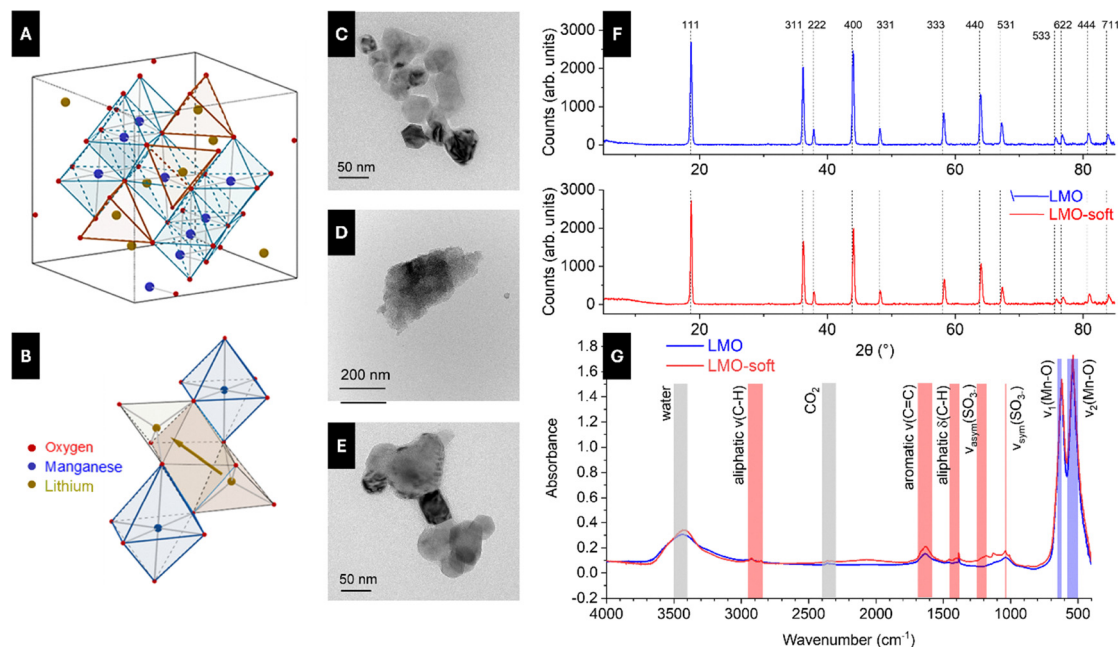 A
B
Oxygen
Manganese
Lithium
C
50 nm
D
200 nm
E
50 nm
F
111
311
222
400
331
333
440
531
533
622
444
711
Counts (arb. units)
3000
2000
1000
0
20
40
60
80
Counts (arb. units)
3000
2000
1000
0
LMO
LMO-soft
20
40
60
80
2θ (°)
G
LMO
LMO-soft
Absorbance
1.8
1.6
1.4
1.2
1.0
0.8
0.6
0.4
0.2
0.0
water
aliphatic ν(C-H)
CO2
aromatic ν(C=C)
aliphatic δ(C-H)
νasym(SO3-)
νsym(SO3-)
ν1(Mn-O)
ν2(Mn-O)
4000
3500
3000
2500
2000
1500
1000
500
Wavenumber (cm-1)